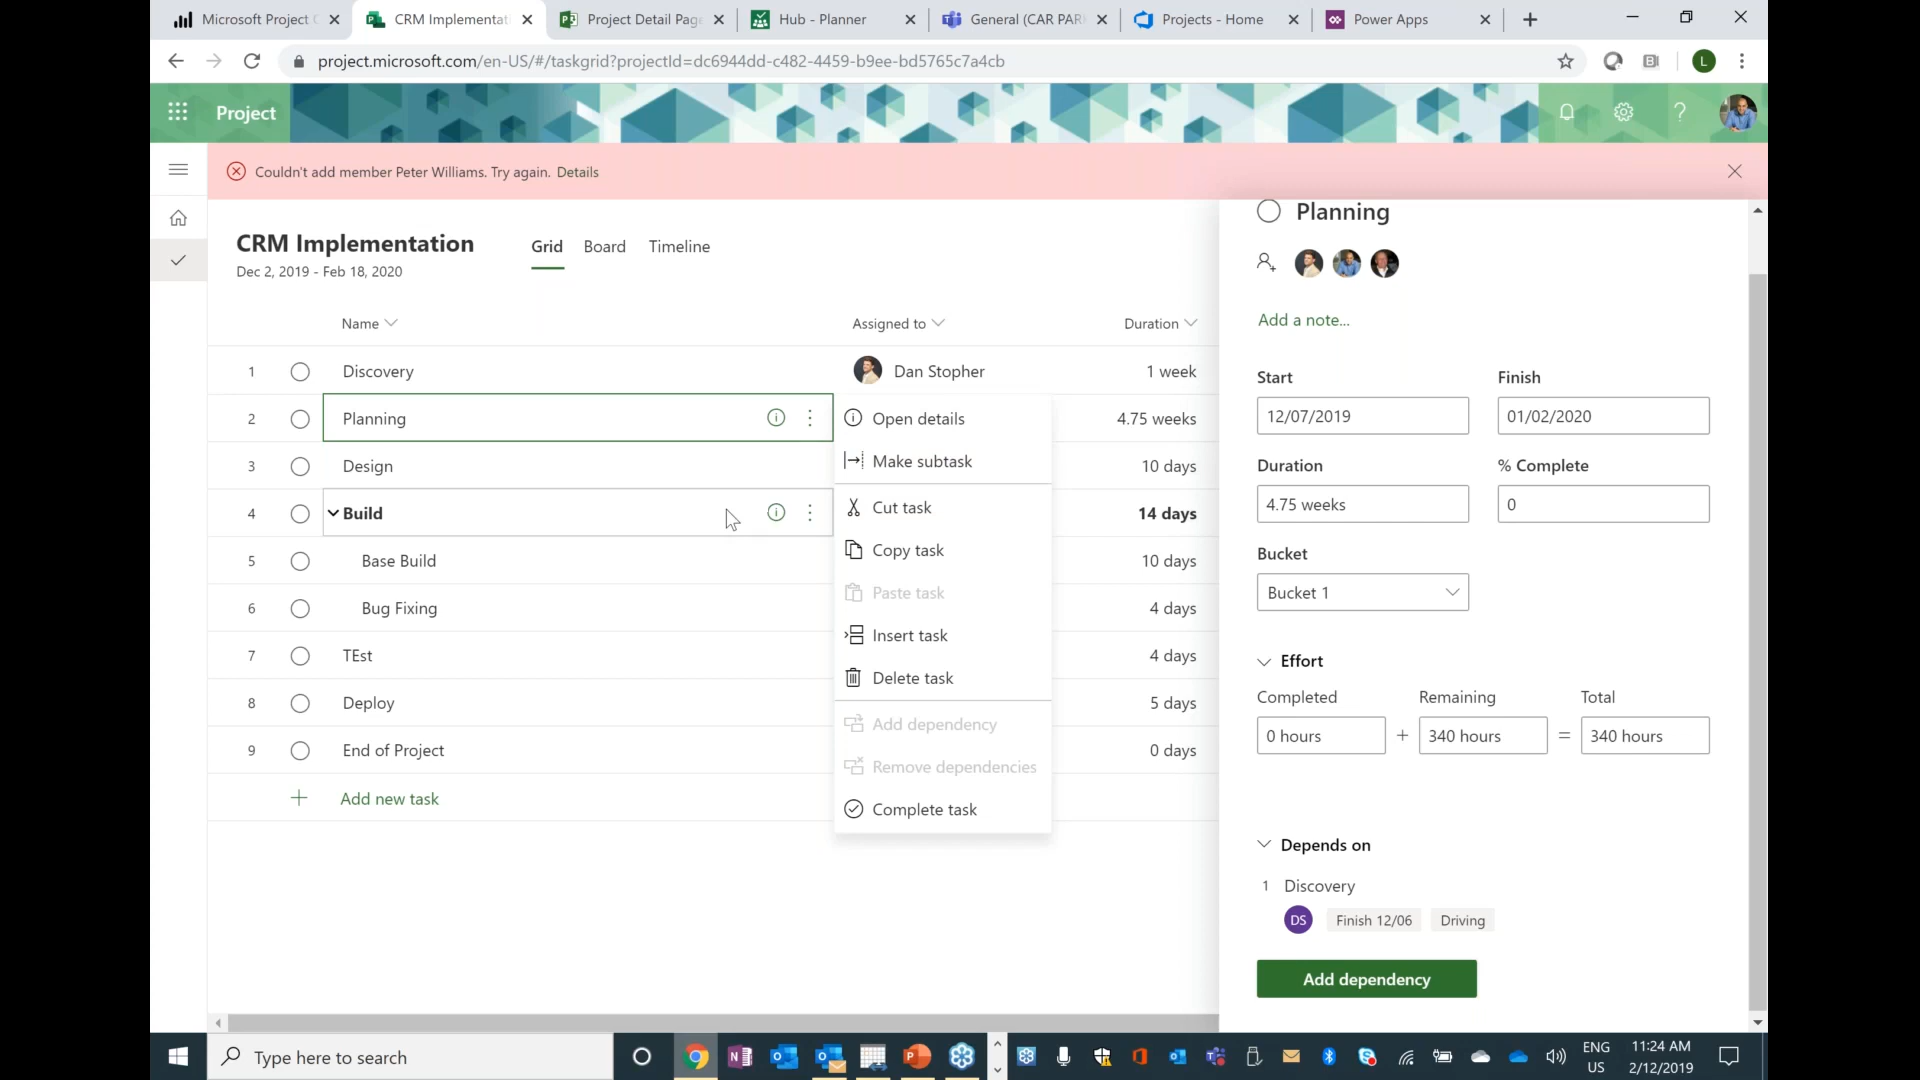 Microsoft Project C
CRM Implementat
Project Detail Page
Hub - Planner
General (CAR PAR
Projects - Home
Power Apps
project.microsoft.com/en-US/#/taskgrid?projectId=dc6944dd-c482-4459-b9ee-bd5765c7a4cb
L
Project
Couldn't add member Peter Williams. Try again. Details
CRM Implementation
Dec 2, 2019 - Feb 18, 2020
Grid Board Timeline
Name Assigned to Duration
1 Discovery Dan Stopher 1 week
2 Planning 4.75 weeks
3 Design 10 days
4 Build 14 days
5 Base Build 10 days
6 Bug Fixing 4 days
7 TEst 4 days
8 Deploy 5 days
9 End of Project 0 days
Add new task
Open details
Make subtask
Cut task
Copy task
Paste task
Insert task
Delete task
Add dependency
Remove dependencies
Complete task
Planning
Add a note...
Start Finish
12/07/2019 01/02/2020
Duration % Complete
4.75 weeks 0
Bucket
Bucket 1
Effort
Completed Remaining Total
0 hours + 340 hours = 340 hours
Depends on
1 Discovery
DS Finish 12/06 Driving
Add dependency
Type here to search
ENG
US
11:24 AM
2/12/2019